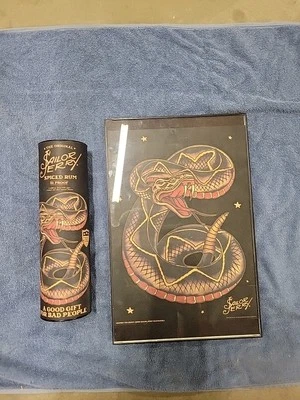 THE ORIGINAL
SAILOR
JERRY
SPICED RUM
92 PROOF
A GOOD GIFT
FOR BAD PEOPLE
SAILOR
JERRY